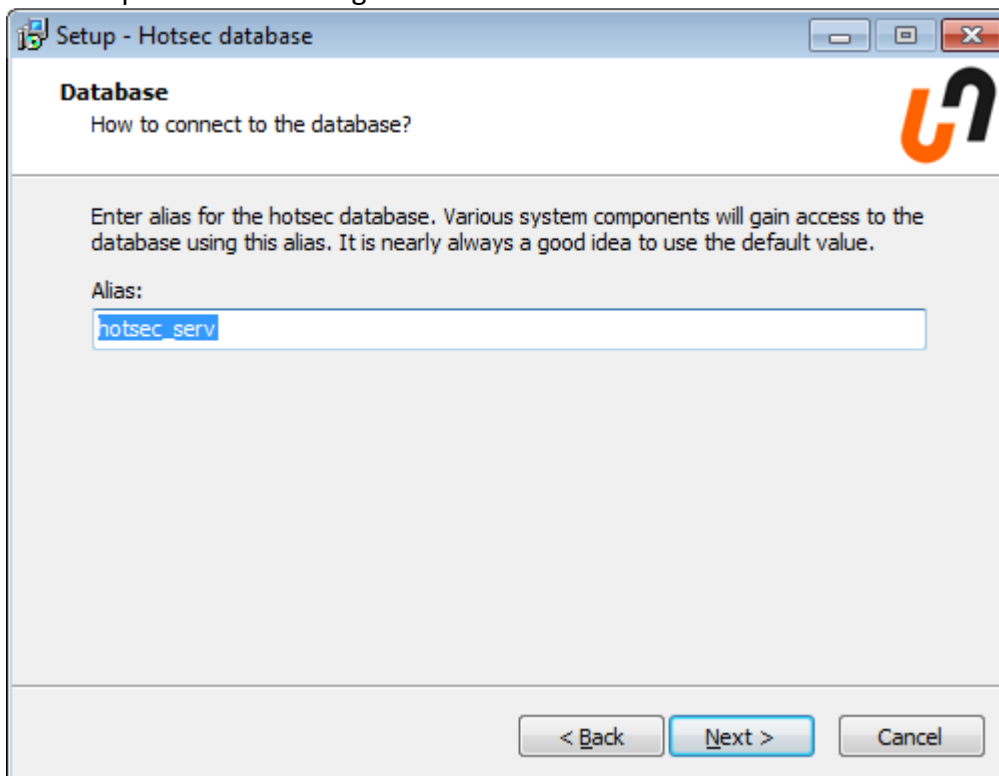 Setup - Hotsec database
Database
How to connect to the database?
Enter alias for the hotsec database. Various system components will gain access to the
database using this alias. It is nearly always a good idea to use the default value.
Alias:
hotsec_serv
< Back
Next >
Cancel